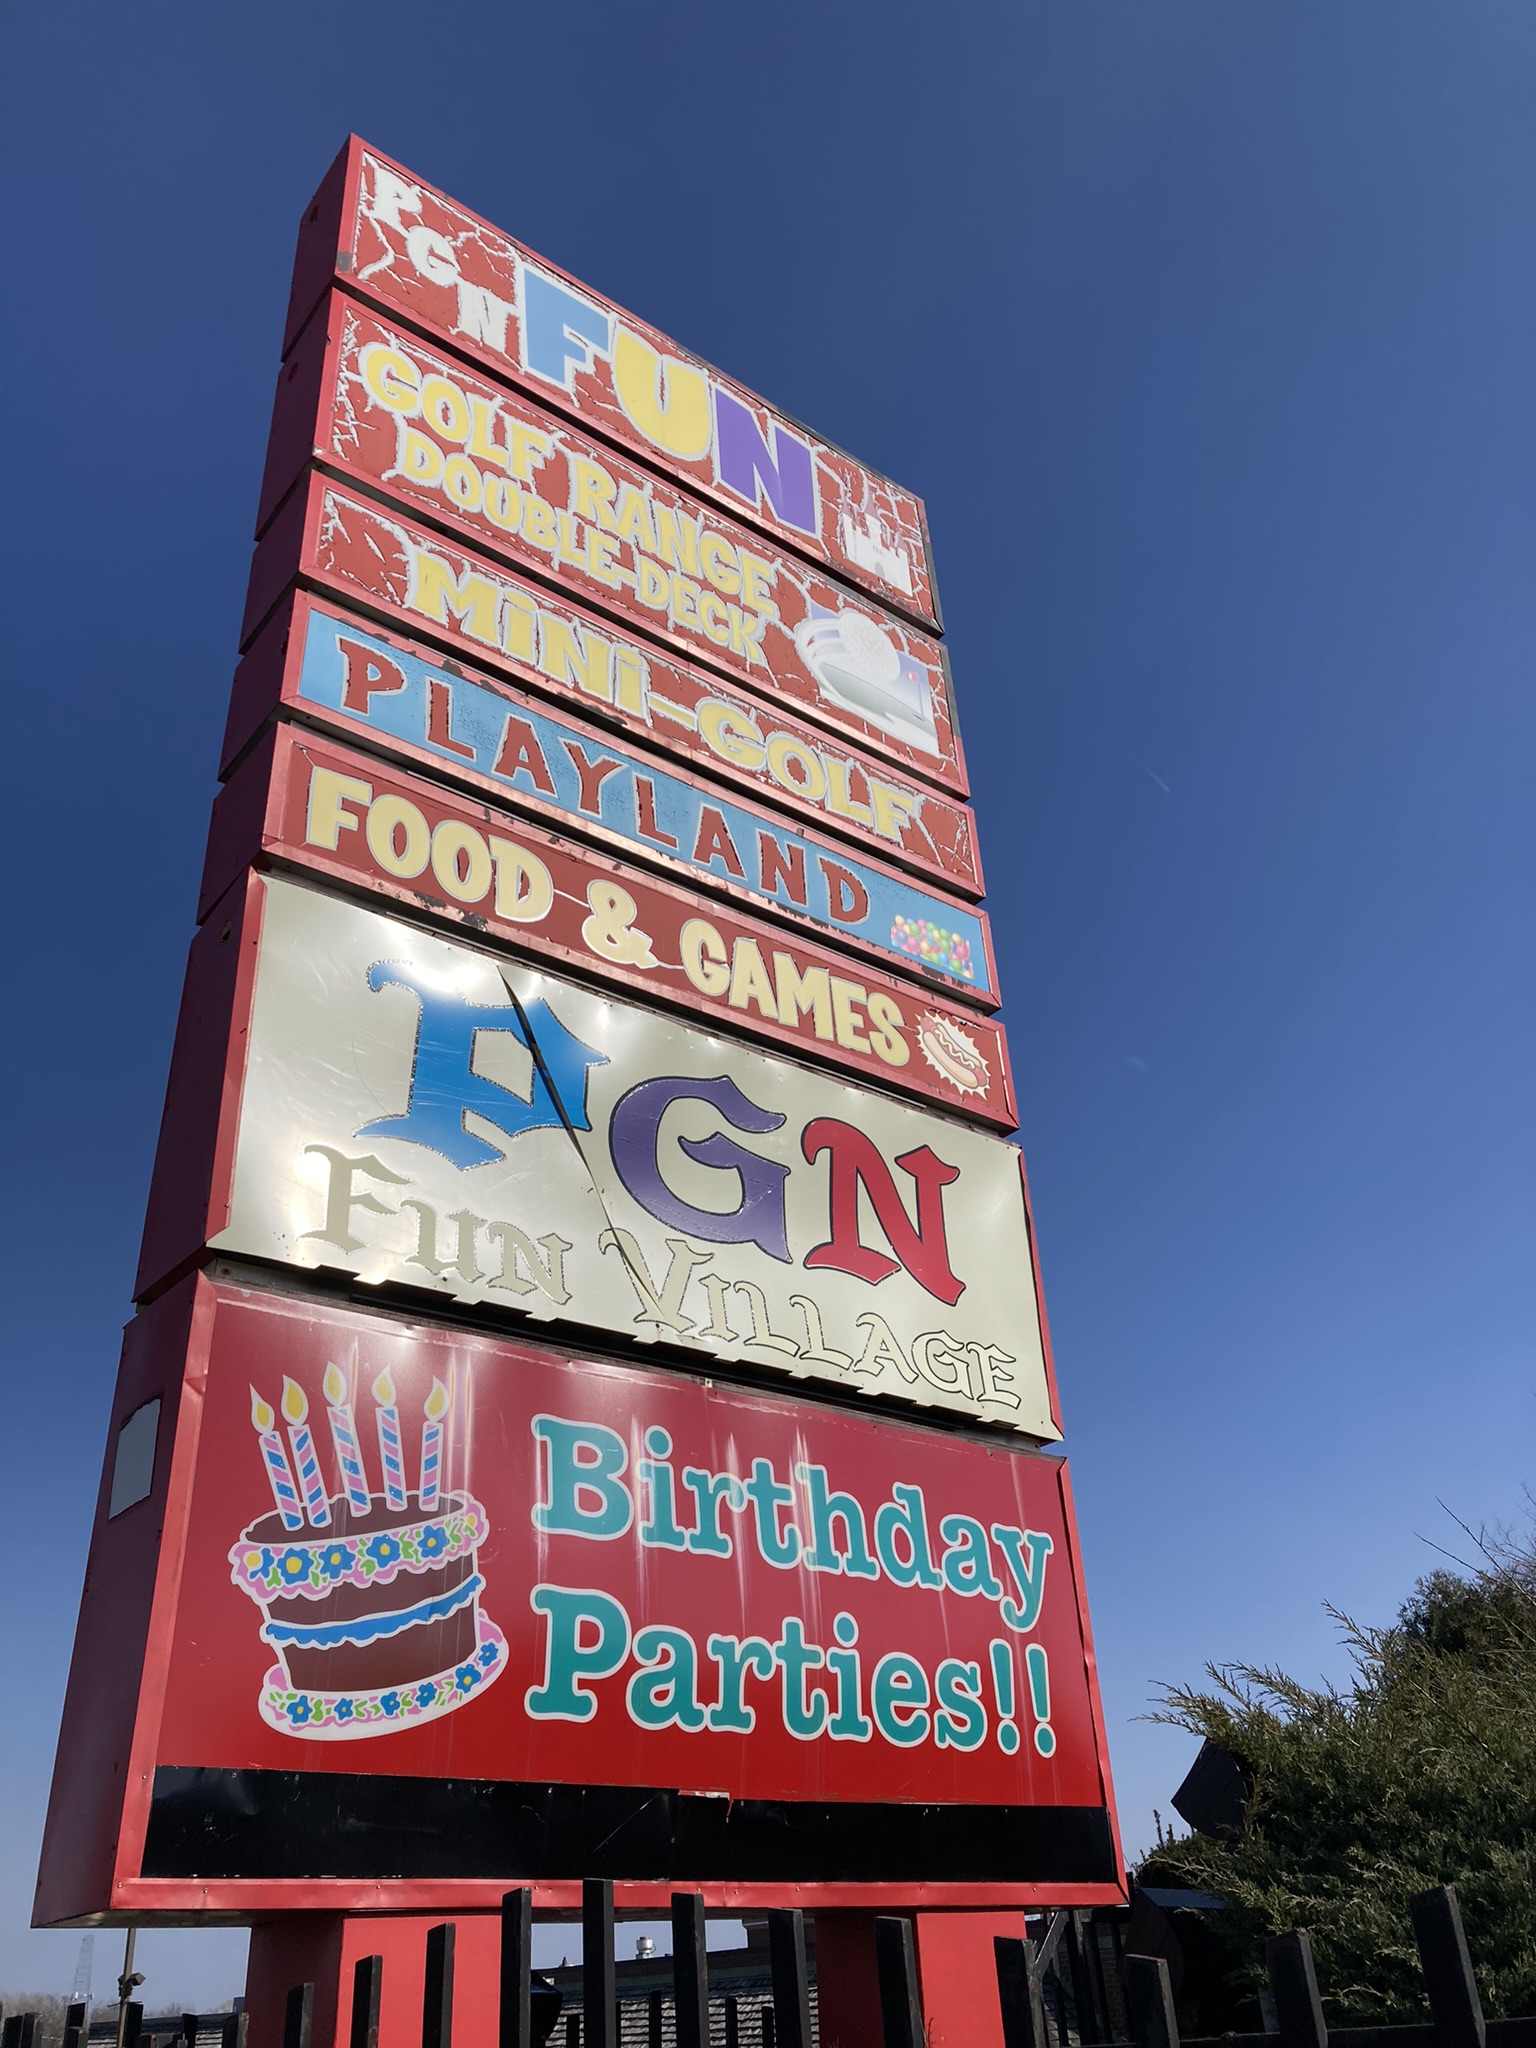 PGN FUN
GOLF RANGE
DOUBLE-DECK
MiNi-GOLF
PLAYLAND
FOOD & GAMES
PGN
FUN VILLAGE
Birthday
Parties!!